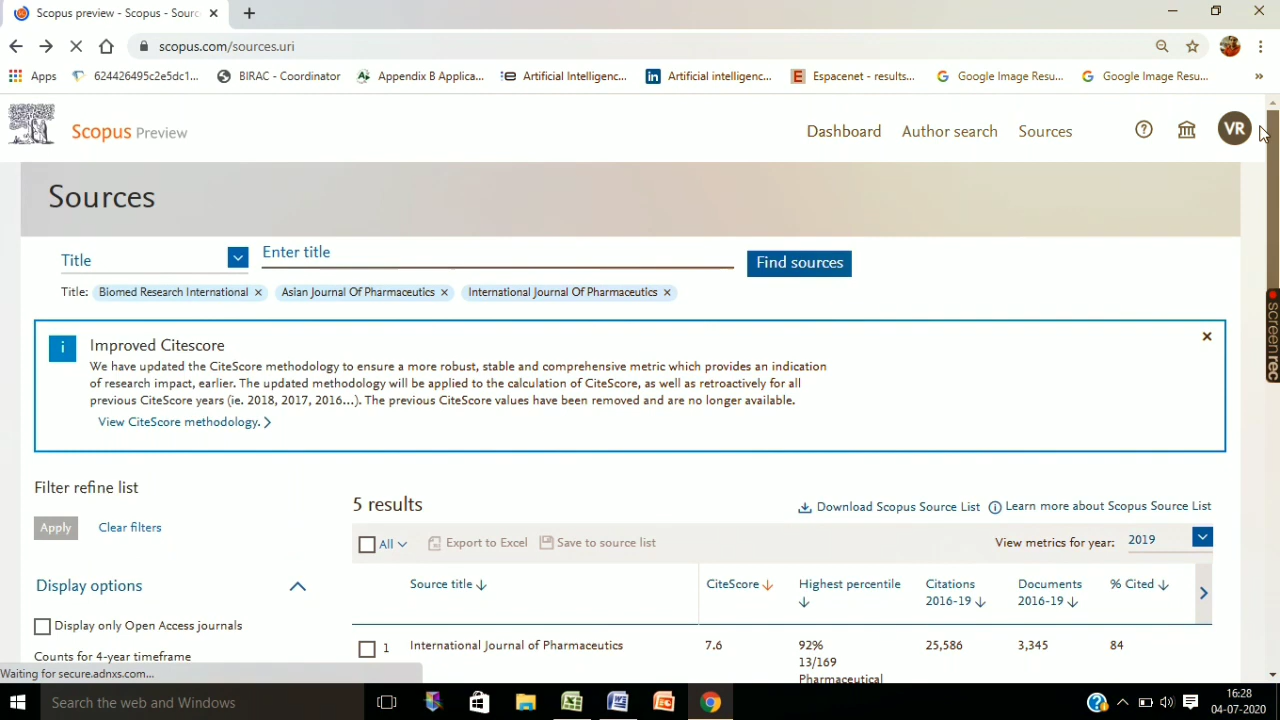 Scopus preview - Scopus - Sourc
scopus.com/sources.uri
Apps 624426495c2e5dc1... BIRAC - Coordinator Appendix B Applica... Artificial Intelligenc... Artificial intelligenc... Espacenet - results... Google Image Resu... Google Image Resu... »
Scopus Preview Dashboard Author search Sources VR
Sources
Title Enter title Find sources
Title: Biomed Research International × Asian Journal Of Pharmaceutics × International Journal Of Pharmaceutics ×
Improved Citescore
We have updated the CiteScore methodology to ensure a more robust, stable and comprehensive metric which provides an indication
of research impact, earlier. The updated methodology will be applied to the calculation of CiteScore, as well as retroactively for all
previous CiteScore years (ie. 2018, 2017, 2016...). The previous CiteScore values have been removed and are no longer available.
View CiteScore methodology. >
screenrec
Filter refine list
5 results Download Scopus Source List Learn more about Scopus Source List
Apply Clear filters
All Export to Excel Save to source list View metrics for year: 2019
Display options
Source title ↓ CiteScore ↓ Highest percentile ↓ Citations 2016-19 ↓ Documents 2016-19 ↓ % Cited ↓
Display only Open Access journals
Counts for 4-year timeframe
1 International Journal of Pharmaceutics 7.6 92% 25,586 3,345 84
13/169
Pharmaceutical
Waiting for secure.adnxs.com...
Search the web and Windows
16:28
04-07-2020